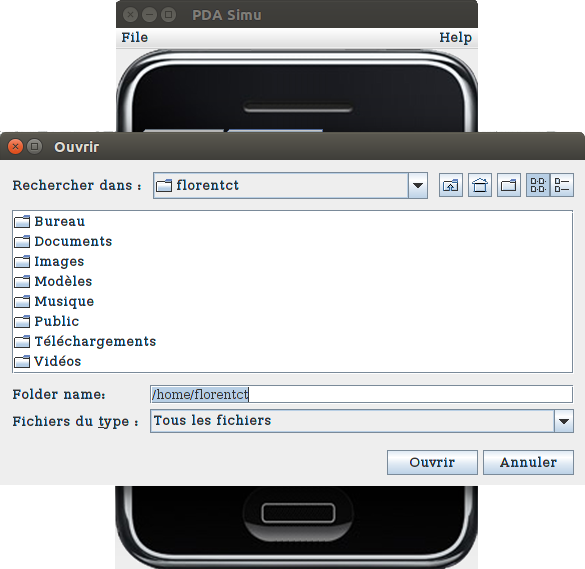 PDA Simu
File Help
Ouvrir
Rechercher dans : florentct
Bureau
Documents
Images
Modèles
Musique
Public
Téléchargements
Vidéos
Folder name: /home/florentct
Fichiers du type : Tous les fichiers
Ouvrir Annuler